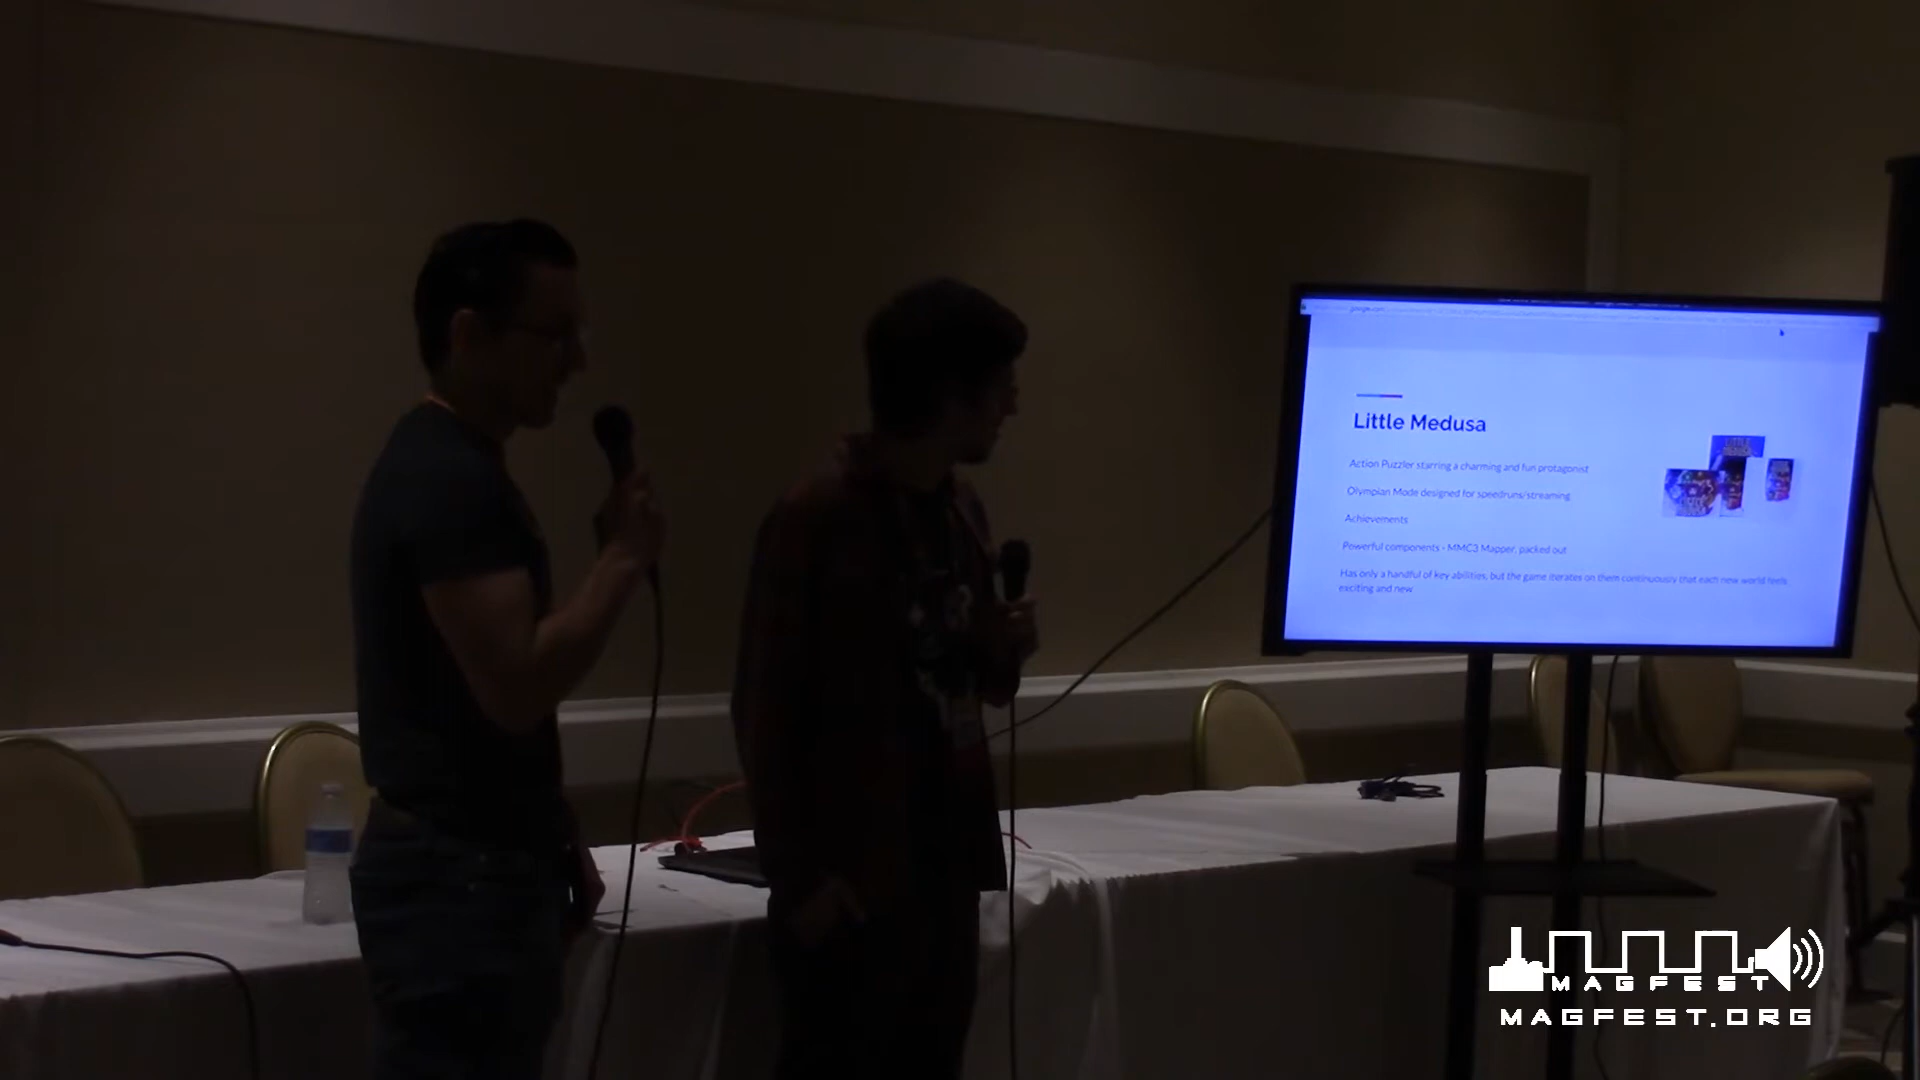 google.com
Little Medusa
Action Puzzler starring a charming and fun protagonist
Olympian Mode designed for speedruns/streaming
Achievements
Powerful components - MMC3 Mapper, packed out
Has only a handful of key abilities, but the game iterates on them continuously that each new world feels
exciting and new
MAGFEST
MAGFEST.ORG